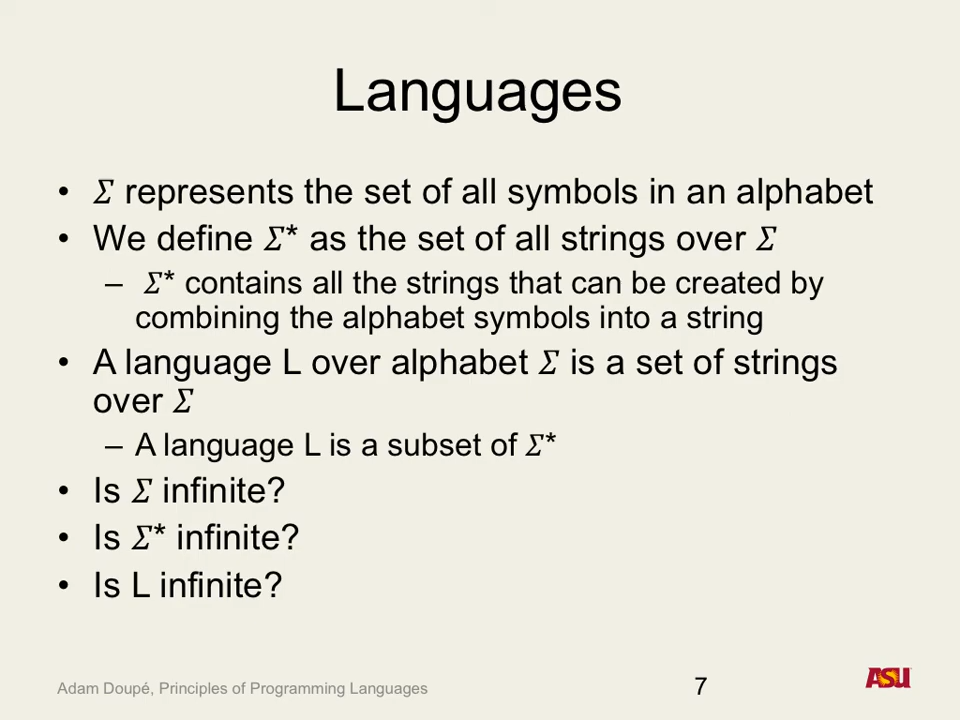 Languages
• 𝛴 represents the set of all symbols in an alphabet
• We define 𝛴* as the set of all strings over 𝛴
– 𝛴* contains all the strings that can be created by
combining the alphabet symbols into a string
• A language L over alphabet 𝛴 is a set of strings
over 𝛴
– A language L is a subset of 𝛴*
• Is 𝛴 infinite?
• Is 𝛴* infinite?
• Is L infinite?
Adam Doupé, Principles of Programming Languages
7
ASU